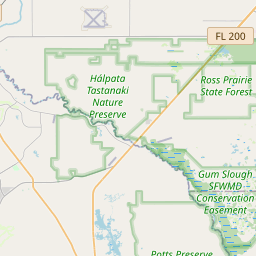 FL 200
Hálpata
Tastanaki
Nature
Preserve
Ross Prairie
State Forest
Gum Slough
SFWMD
Conservation
Easement
Potts Preserve